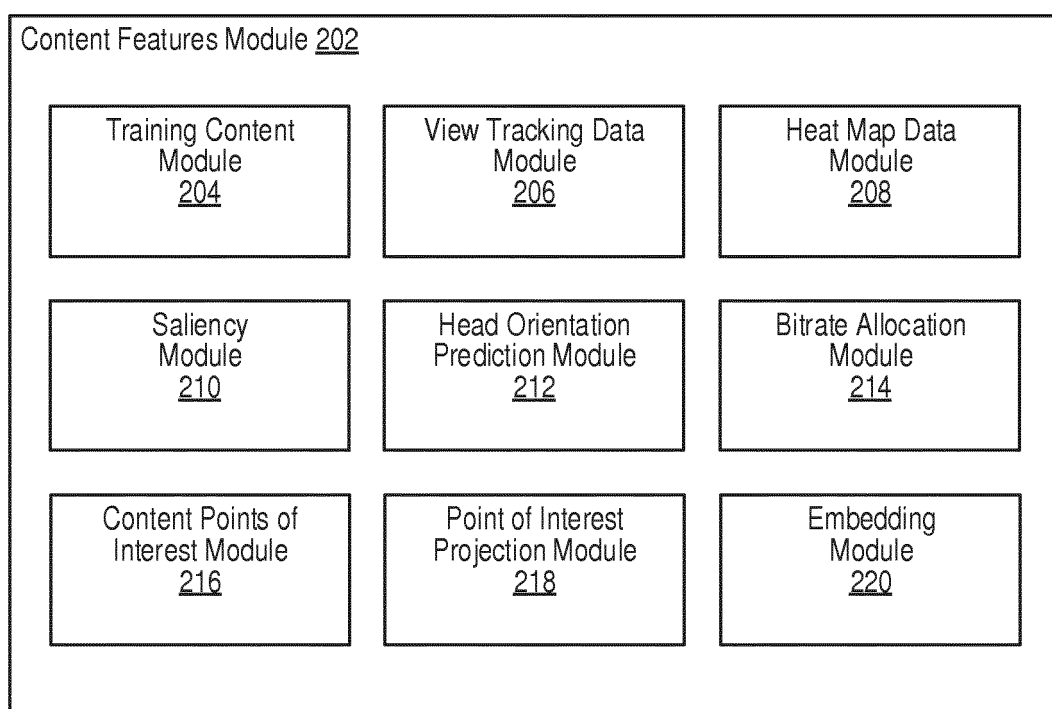 Content Features Module 202
Training Content
Module
204
View Tracking Data
Module
206
Heat Map Data
Module
208
Saliency
Module
210
Head Orientation
Prediction Module
212
Bitrate Allocation
Module
214
Content Points of
Interest Module
216
Point of Interest
Projection Module
218
Embedding
Module
220